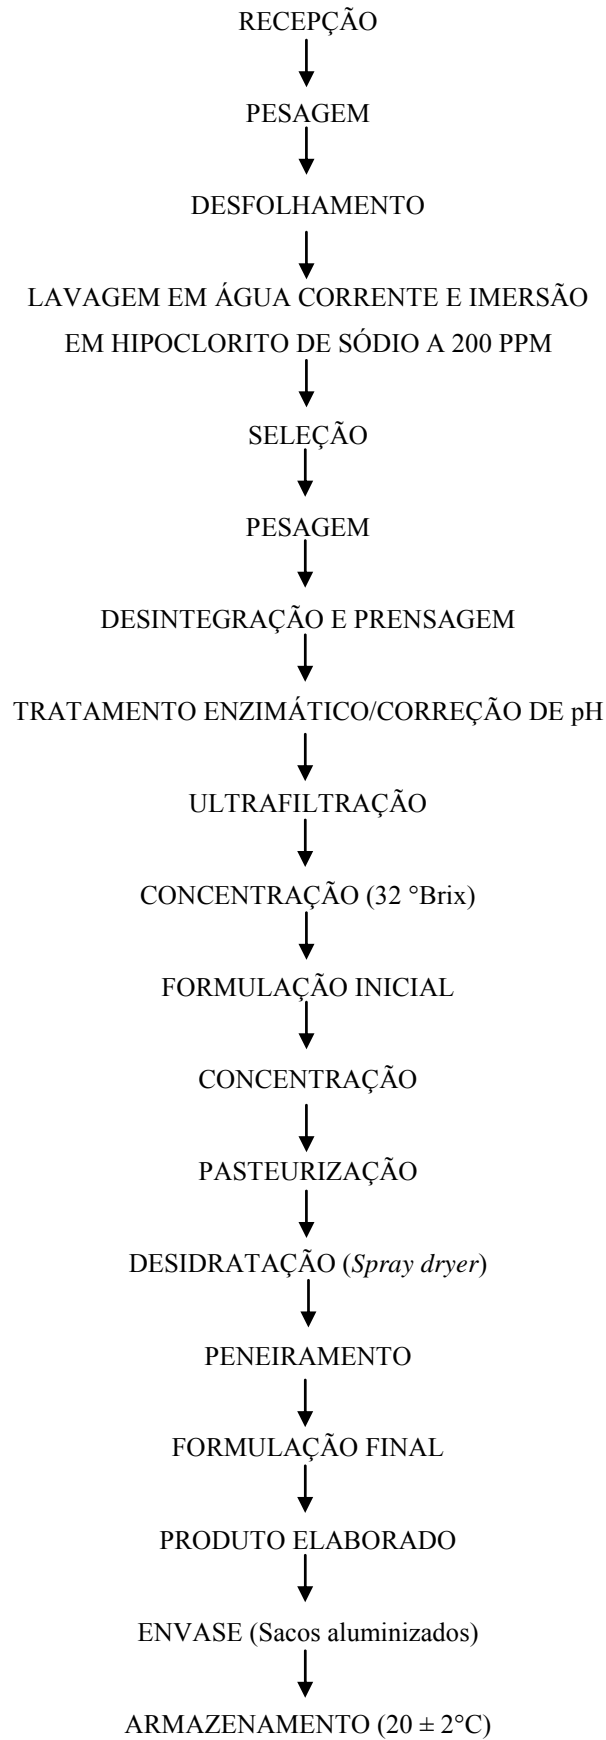 RECEPÇÃO
PESAGEM
DESFOLHAMENTO
LAVAGEM EM ÁGUA CORRENTE E IMERSÃO
EM HIPOCLORITO DE SÓDIO A 200 PPM
SELEÇÃO
PESAGEM
DESINTEGRAÇÃO E PRENSAGEM
TRATAMENTO ENZIMÁTICO/CORREÇÃO DE pH
ULTRAFILTRAÇÃO
CONCENTRAÇÃO (32 °Brix)
FORMULAÇÃO INICIAL
CONCENTRAÇÃO
PASTEURIZAÇÃO
DESIDRATAÇÃO (Spray dryer)
PENEIRAMENTO
FORMULAÇÃO FINAL
PRODUTO ELABORADO
ENVASE (Sacos aluminizados)
ARMAZENAMENTO (20 ± 2°C)